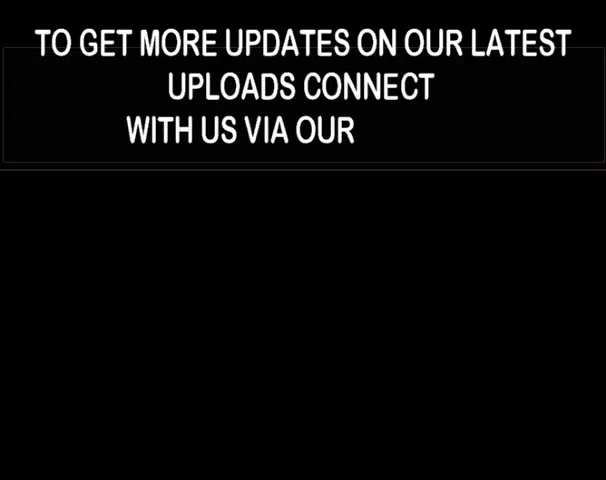 TO GET MORE UPDATES ON OUR LATEST
UPLOADS CONNECT
WITH US VIA OUR